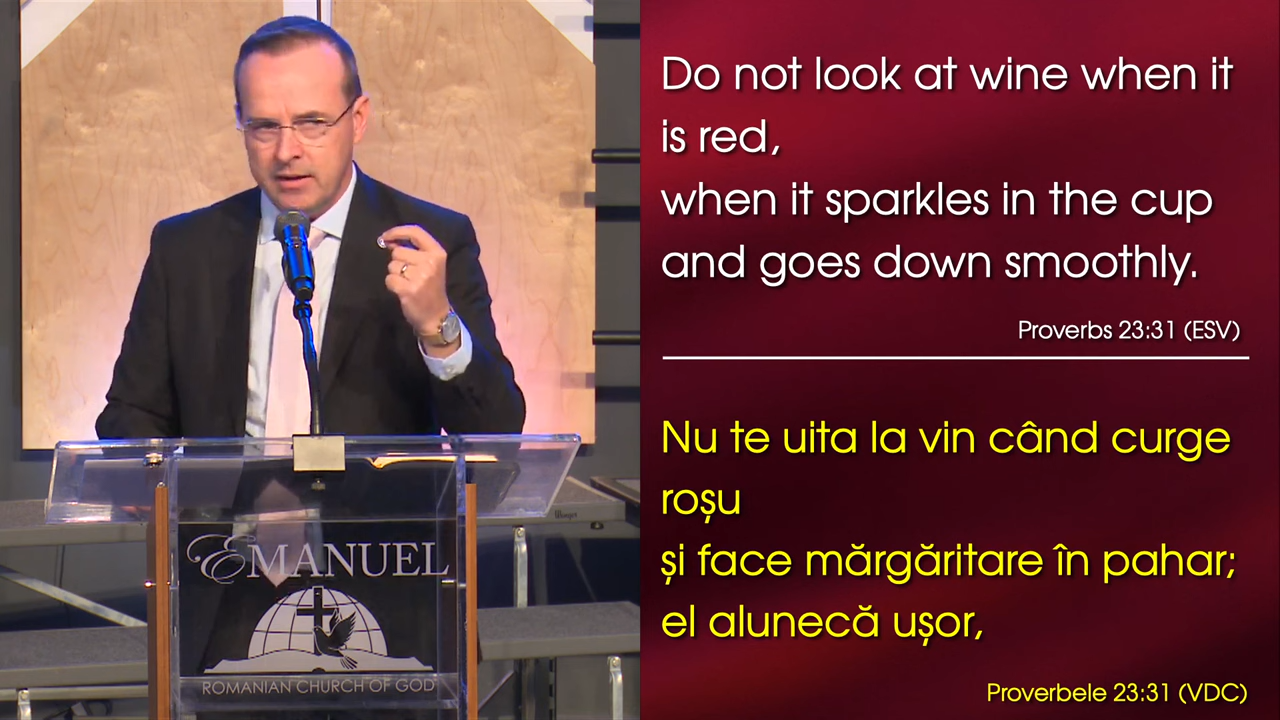 Do not look at wine when it
is red,
when it sparkles in the cup
and goes down smoothly.
Proverbs 23:31 (ESV)
Nu te uita la vin când curge
roșu
și face mărgăritare în pahar;
el alunecă ușor,
Proverbele 23:31 (VDC)
EMANUEL
ROMANIAN CHURCH OF GOD
Wenger